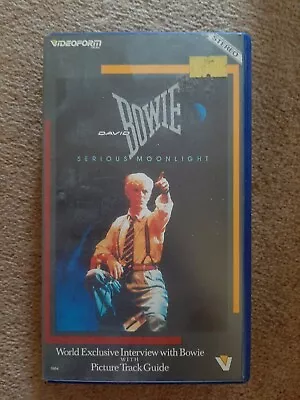 VIDEOFORM
STEREO
DAVID
BOWIE
SERIOUS MOONLIGHT
World Exclusive Interview with Bowie
WITH
Picture Track Guide
V